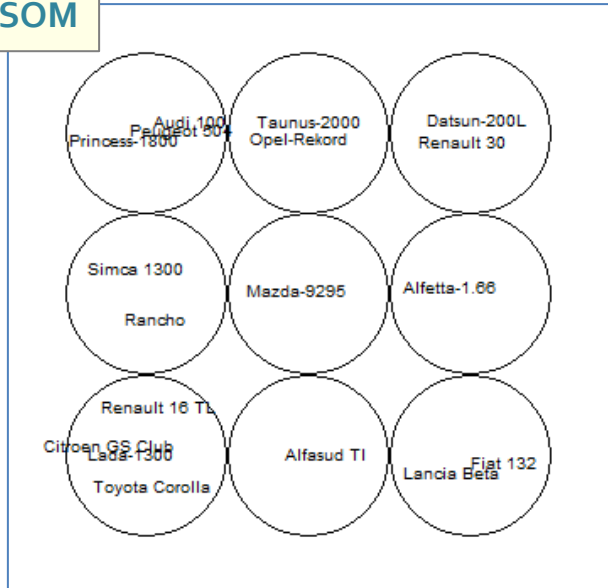 SOM
Audi 100
Peugeot 504
Princess-1800
Taunus-2000
Opel-Rekord
Datsun-200L
Renault 30
Simca 1300
Rancho
Mazda-9295
Alfetta-1.66
Renault 16 TL
Citroen GS Club
Lada-1300
Toyota Corolla
Alfasud TI
Fiat 132
Lancia Beta